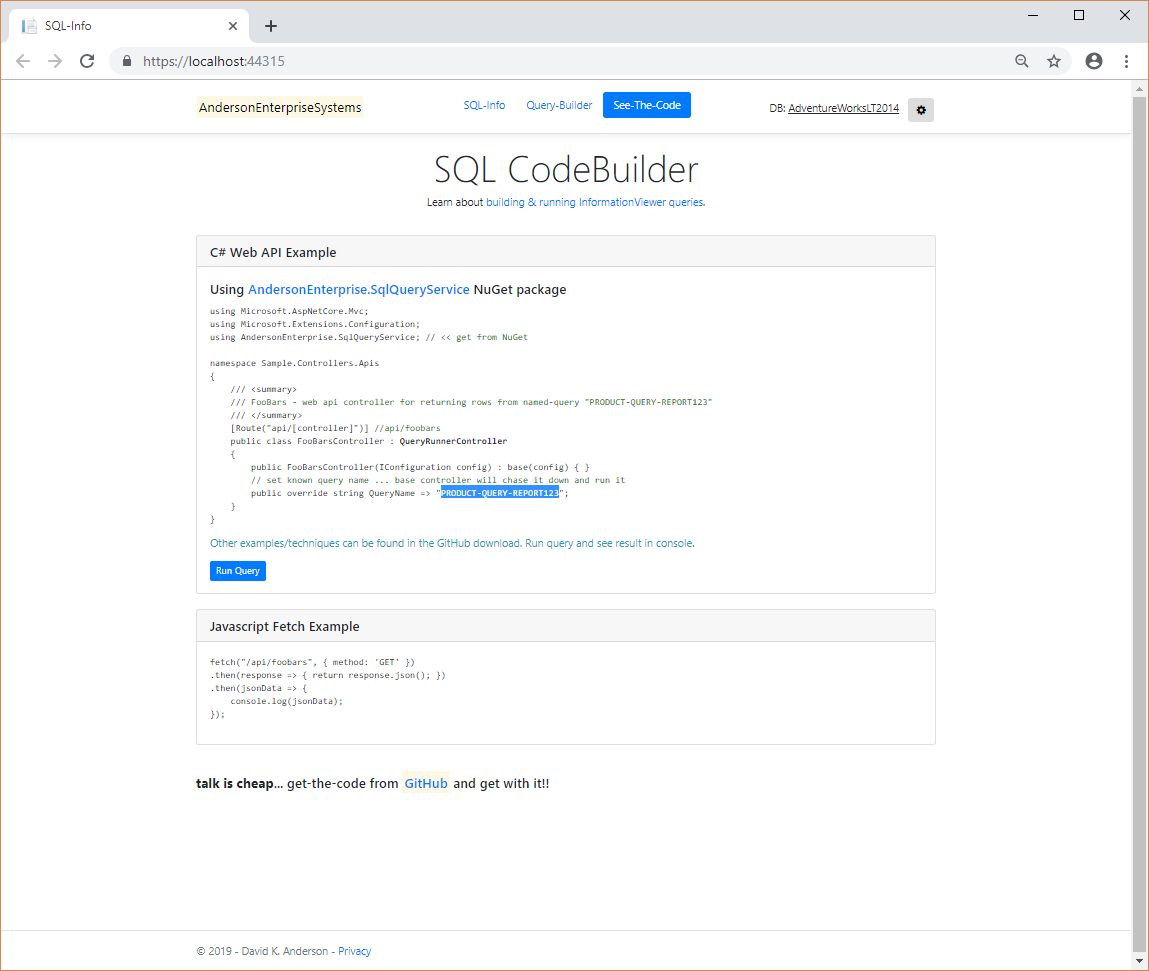 SQL-Info
https://localhost:44315
AndersonEnterpriseSystems
SQL-Info
Query-Builder
See-The-Code
DB: AdventureWorksLT2014
SQL CodeBuilder
Learn about building & running InformationViewer queries.
C# Web API Example
Using AndersonEnterprise.SqlQueryService NuGet package
using Microsoft.AspNetCore.Mvc;
using Microsoft.Extensions.Configuration;
using AndersonEnterprise.SqlQueryService; // << get from NuGet
namespace Sample.Controllers.Apis
{
    /// <summary>
    /// FooBars - web api controller for returning rows from named-query "PRODUCT-QUERY-REPORT123"
    /// </summary>
    [Route("api/[controller]")] //api/foobars
    public class FooBarsController : QueryRunnerController
    {
        public FooBarsController(IConfiguration config) : base(config) { }
        // set known query name ... base controller will chase it down and run it
        public override string QueryName => "PRODUCT-QUERY-REPORT123";
    }
}
Other examples/techniques can be found in the GitHub download. Run query and see result in console.
Run Query
Javascript Fetch Example
fetch("/api/foobars", { method: 'GET' })
.then(response => { return response.json(); })
.then(jsonData => {
    console.log(jsonData);
});
talk is cheap... get-the-code from GitHub and get with it!!
© 2019 - David K. Anderson - Privacy